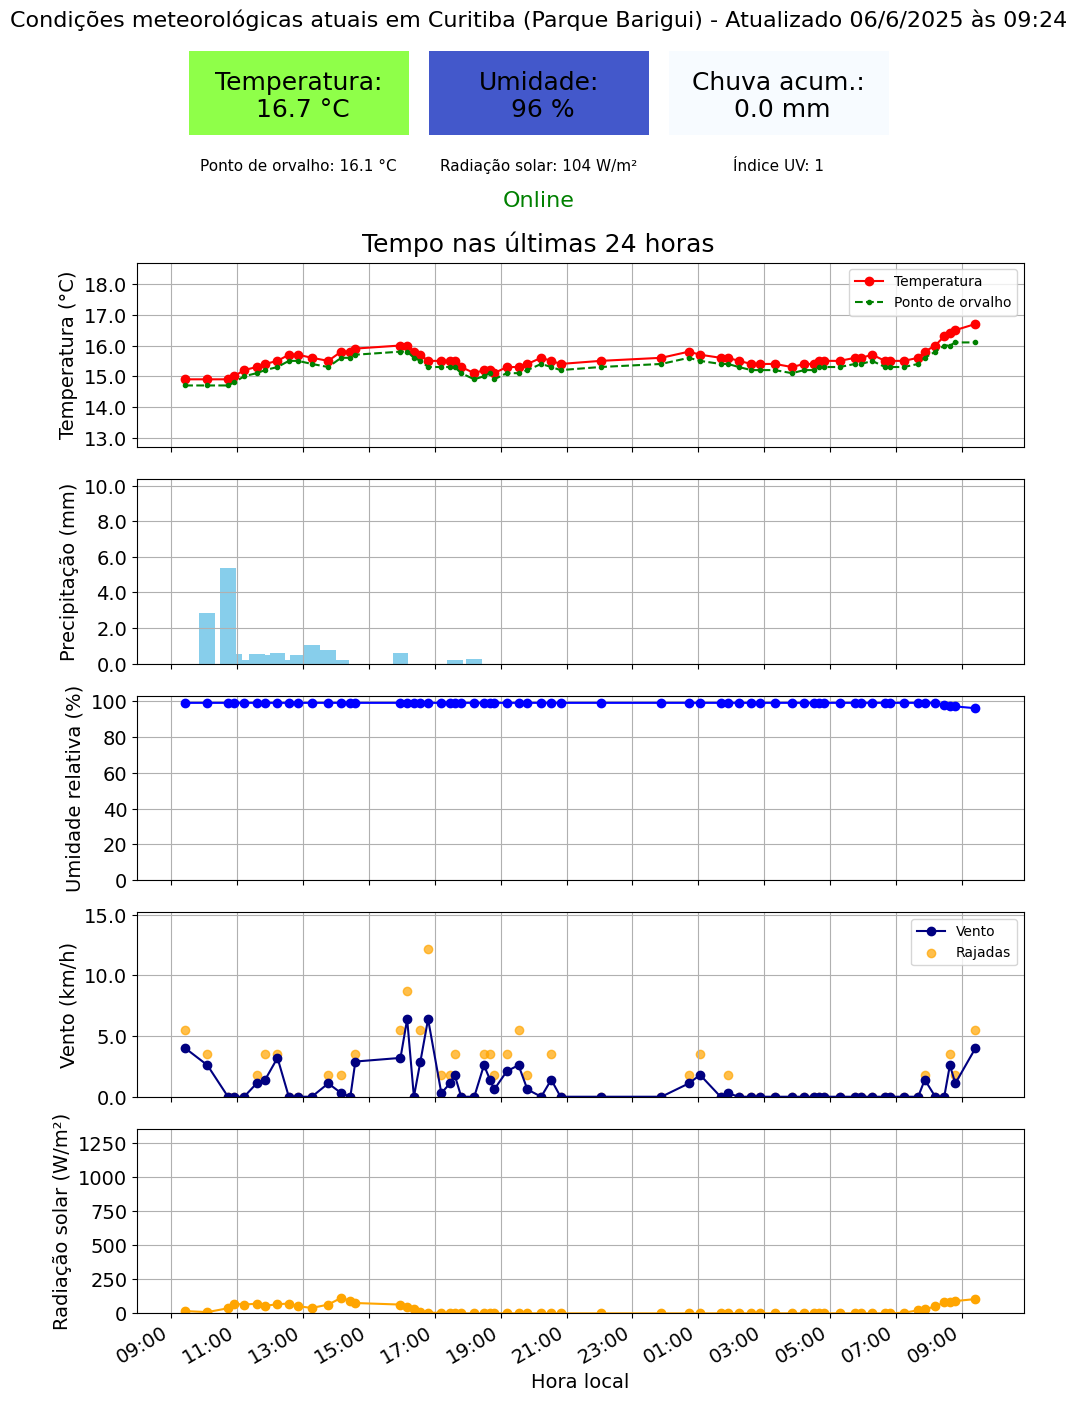 Condições meteorológicas atuais em Curitiba (Parque Barigui) - Atualizado 06/6/2025 às 09:24
Temperatura:
16.7 °C
Umidade:
96 %
Chuva acum.:
0.0 mm
Ponto de orvalho: 16.1 °C
Radiação solar: 104 W/m²
Índice UV: 1
Online
Tempo nas últimas 24 horas
Temperatura (°C)
18.0
17.0
16.0
15.0
14.0
13.0
Temperatura
Ponto de orvalho
Precipitação (mm)
10.0
8.0
6.0
4.0
2.0
0.0
Umidade relativa (%)
100
80
60
40
20
0
Vento (km/h)
15.0
10.0
5.0
0.0
Vento
Rajadas
Radiação solar (W/m²)
1250
1000
750
500
250
0
09:00 11:00 13:00 15:00 17:00 19:00 21:00 23:00 01:00 03:00 05:00 07:00 09:00
Hora local